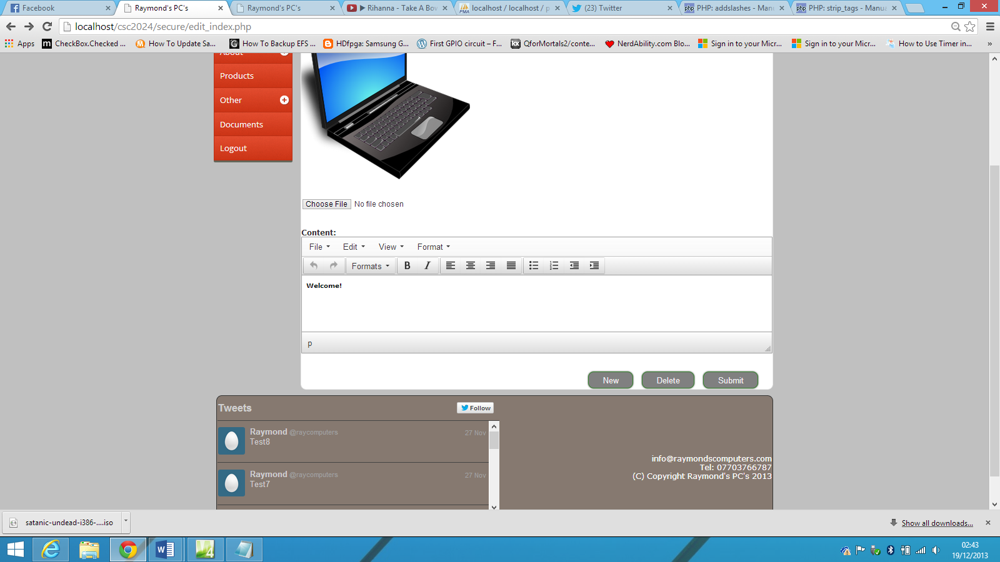 Facebook
Raymond's PC's
Raymond's PC's
Rihanna - Take A Bow
localhost / localhost / p
(23) Twitter
PHP: addslashes - Manu
PHP: strip_tags - Manua
localhost/csc2024/secure/edit_index.php
Apps
CheckBox.Checked ...
How To Update Sa...
How To Backup EFS ...
HDfpga: Samsung G...
First GPIO circuit – F...
QforMortals2/conte...
NerdAbility.com Blo...
Sign in to your Micr...
Sign in to your Micr...
How to Use Timer in...
»
About
Products
Other
Documents
Logout
Choose File No file chosen
Content:
File Edit View Format
Formats B I
Welcome!
p
New Delete Submit
Tweets
Follow
Raymond @raycomputers 27 Nov
Test8
Raymond @raycomputers 27 Nov
Test7
info@raymondscomputers.com
Tel: 07703766787
(C) Copyright Raymond's PC's 2013
satanic-undead-i386-....iso
Show all downloads...
02:43
19/12/2013